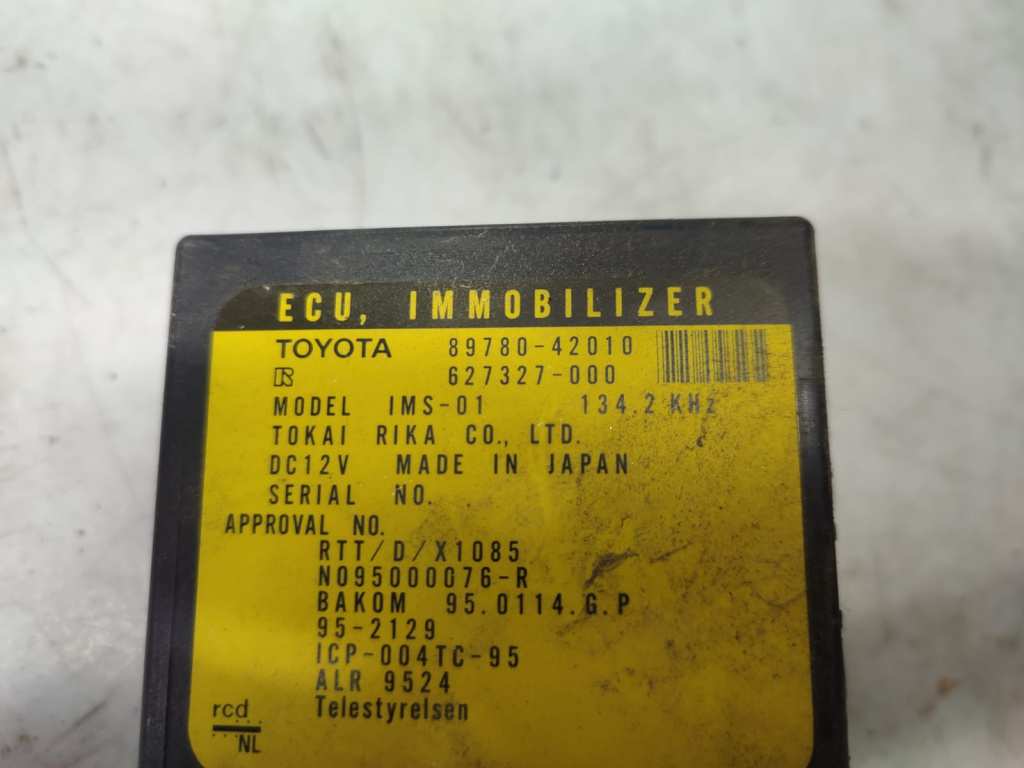 ECU, IMMOBILIZER
TOYOTA 89780-42010
R 627327-000
MODEL IMS-01 134.2 KHz
TOKAI RIKA CO., LTD.
DC12V MADE IN JAPAN
SERIAL NO.
APPROVAL NO.
RTT/D/X1085
N095000076-R
BAKOM 95.0114.G.P
95-2129
ICP-004TC-95
ALR 9524
Telestyrelsen
rcd
NL